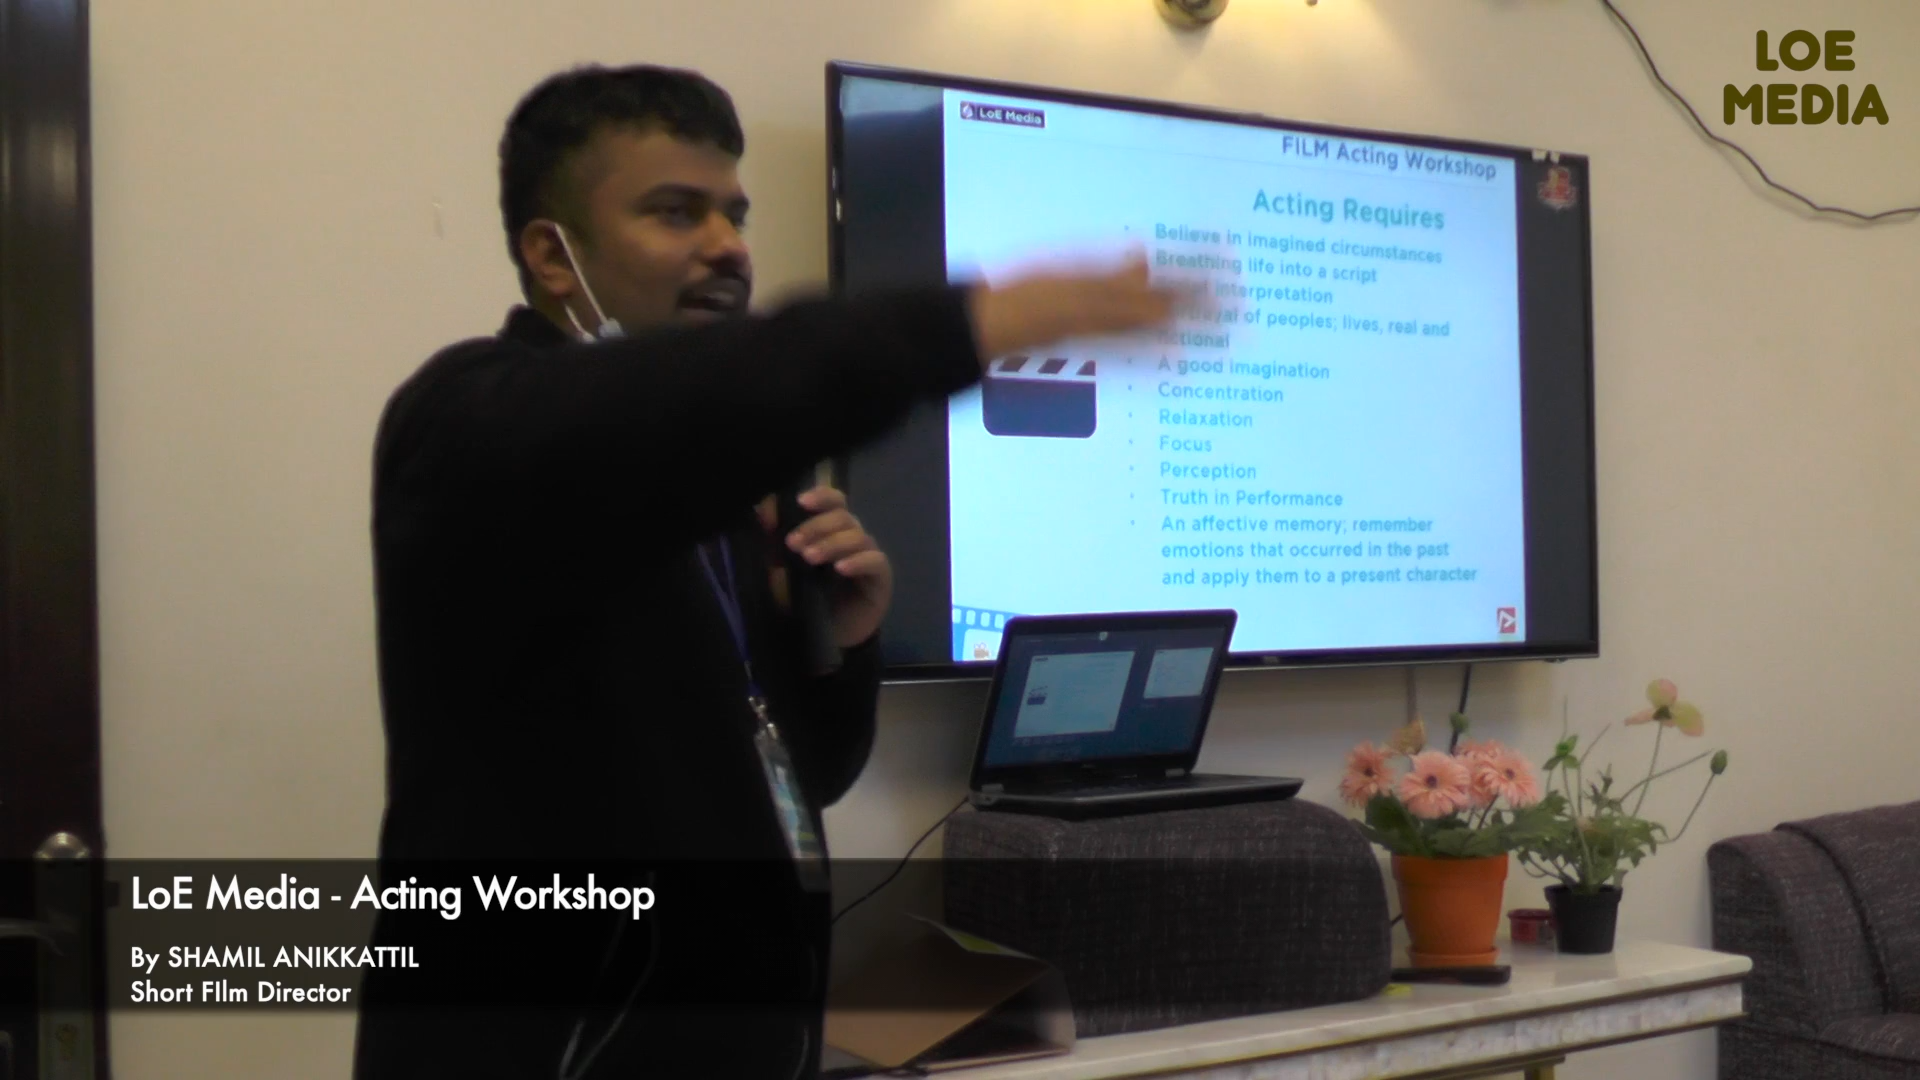 LOE
MEDIA
LoE Media
FILM Acting Workshop
Acting Requires
Believe in imagined circumstances
Breathing life into a script
interpretation
of peoples; lives, real and
fictional
A good imagination
Concentration
Relaxation
Focus
Perception
Truth in Performance
An affective memory; remember
emotions that occurred in the past
and apply them to a present character
LoE Media - Acting Workshop
By SHAMIL ANIKKATTIL
Short FIlm Director